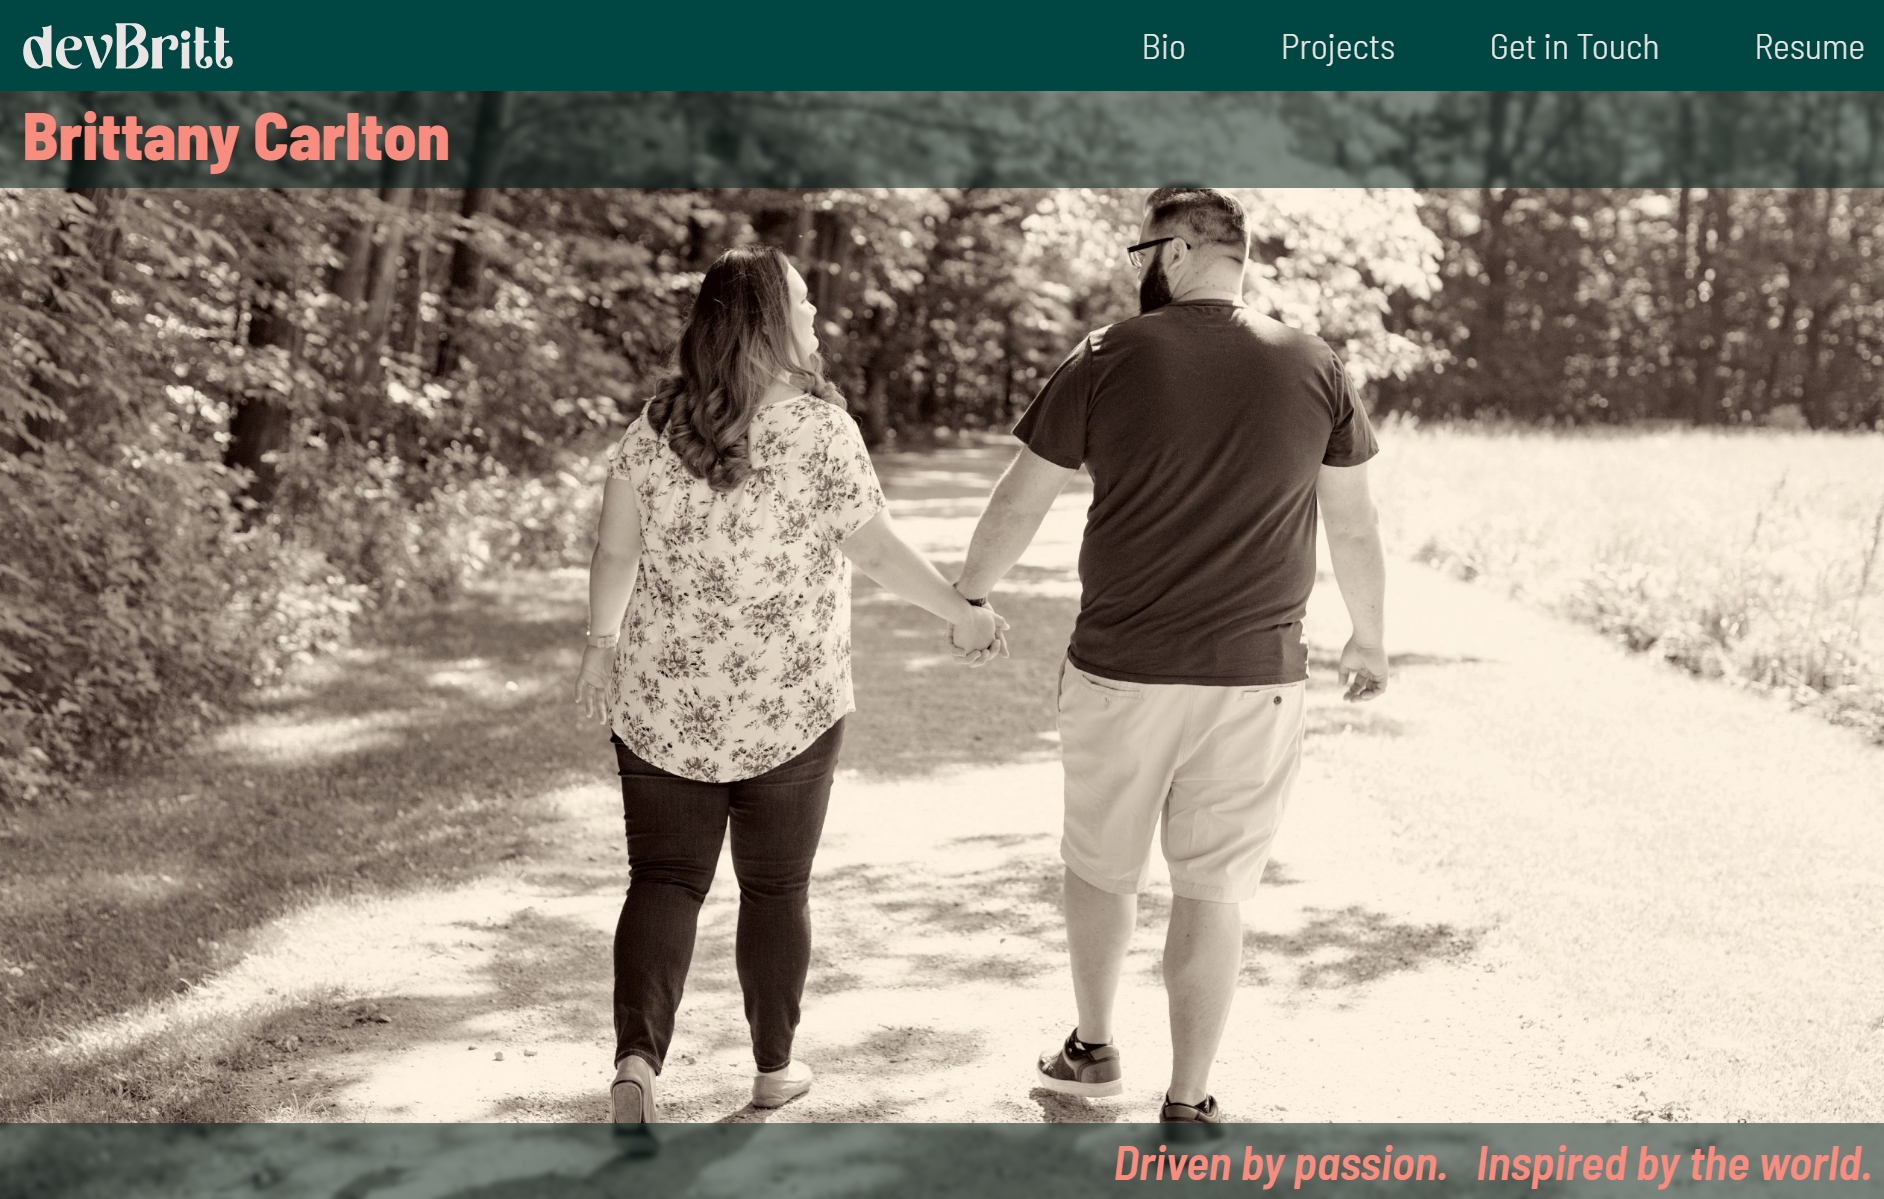 devBritt
Bio Projects Get in Touch Resume
Brittany Carlton
Driven by passion. Inspired by the world.